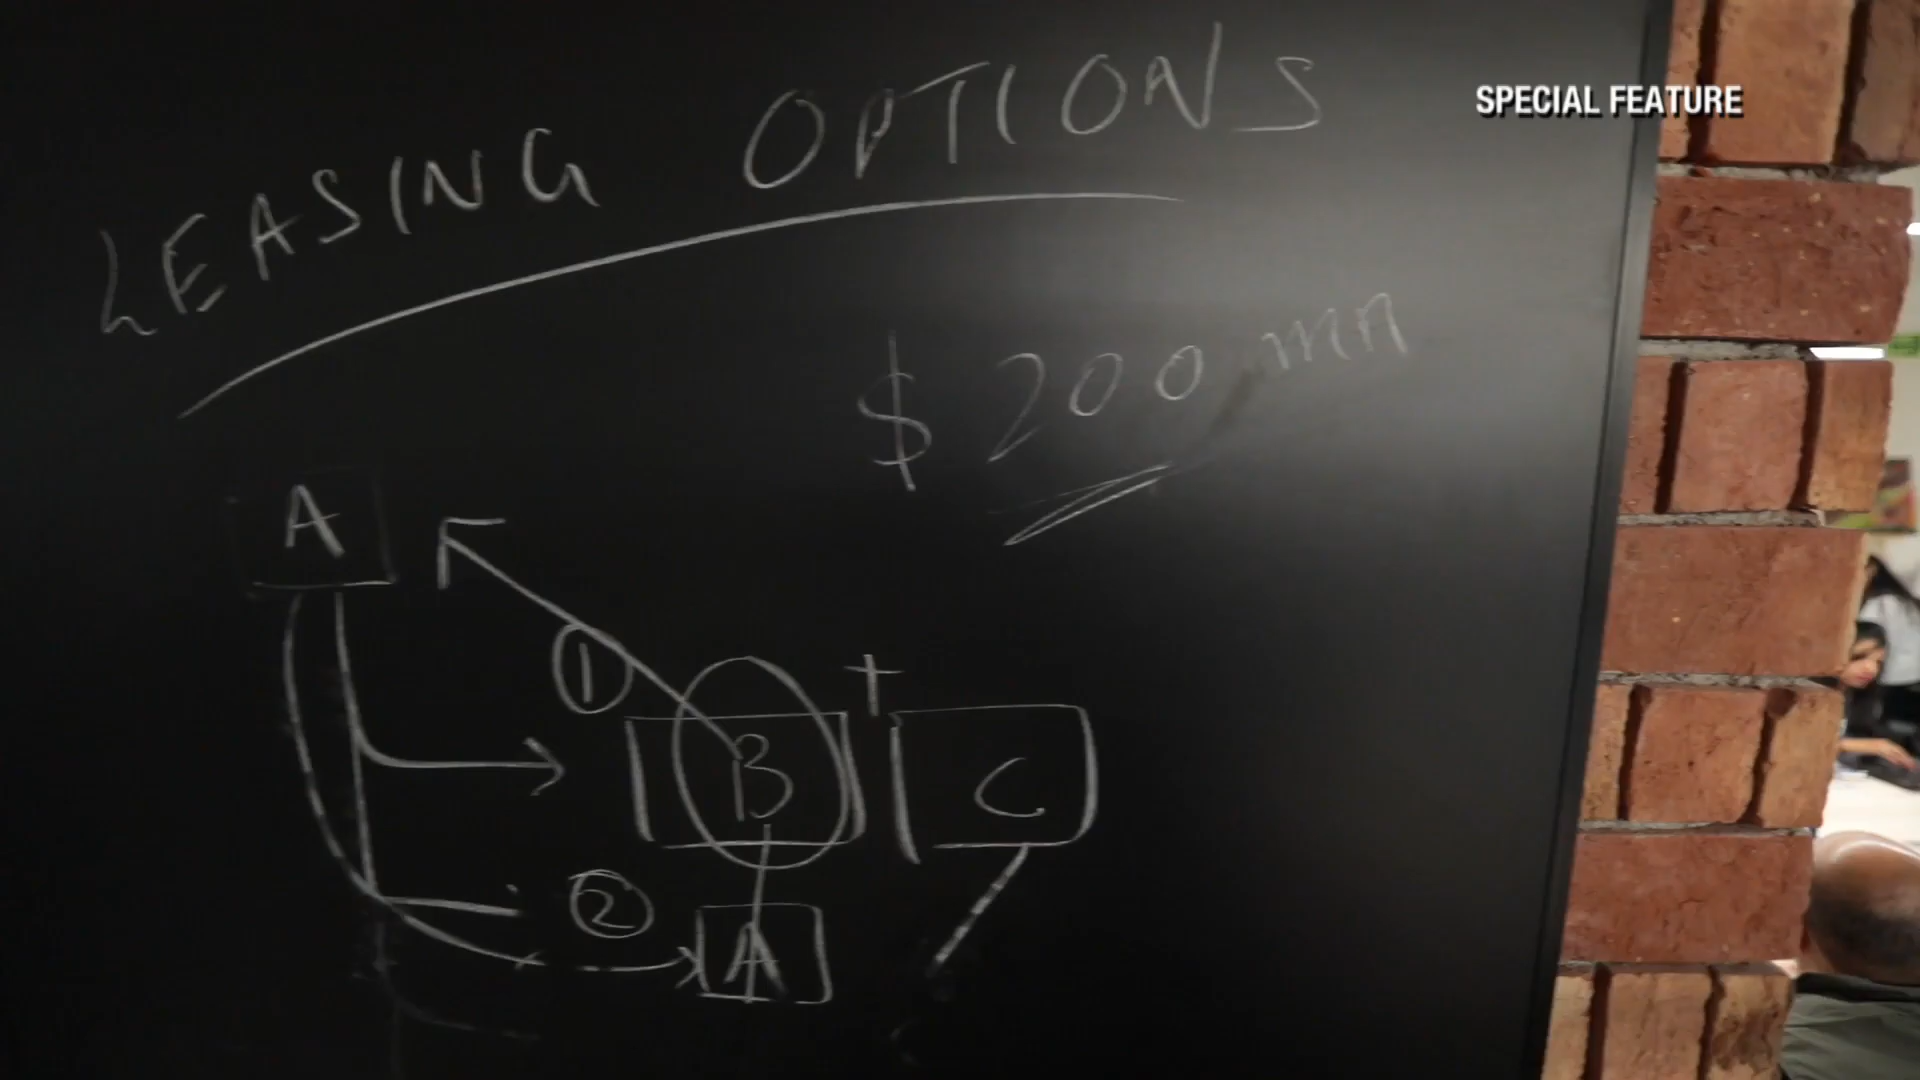 SPECIAL FEATURE
LEASING OPTIONS
$ 200 mn
A
①
+
B
C
②
A